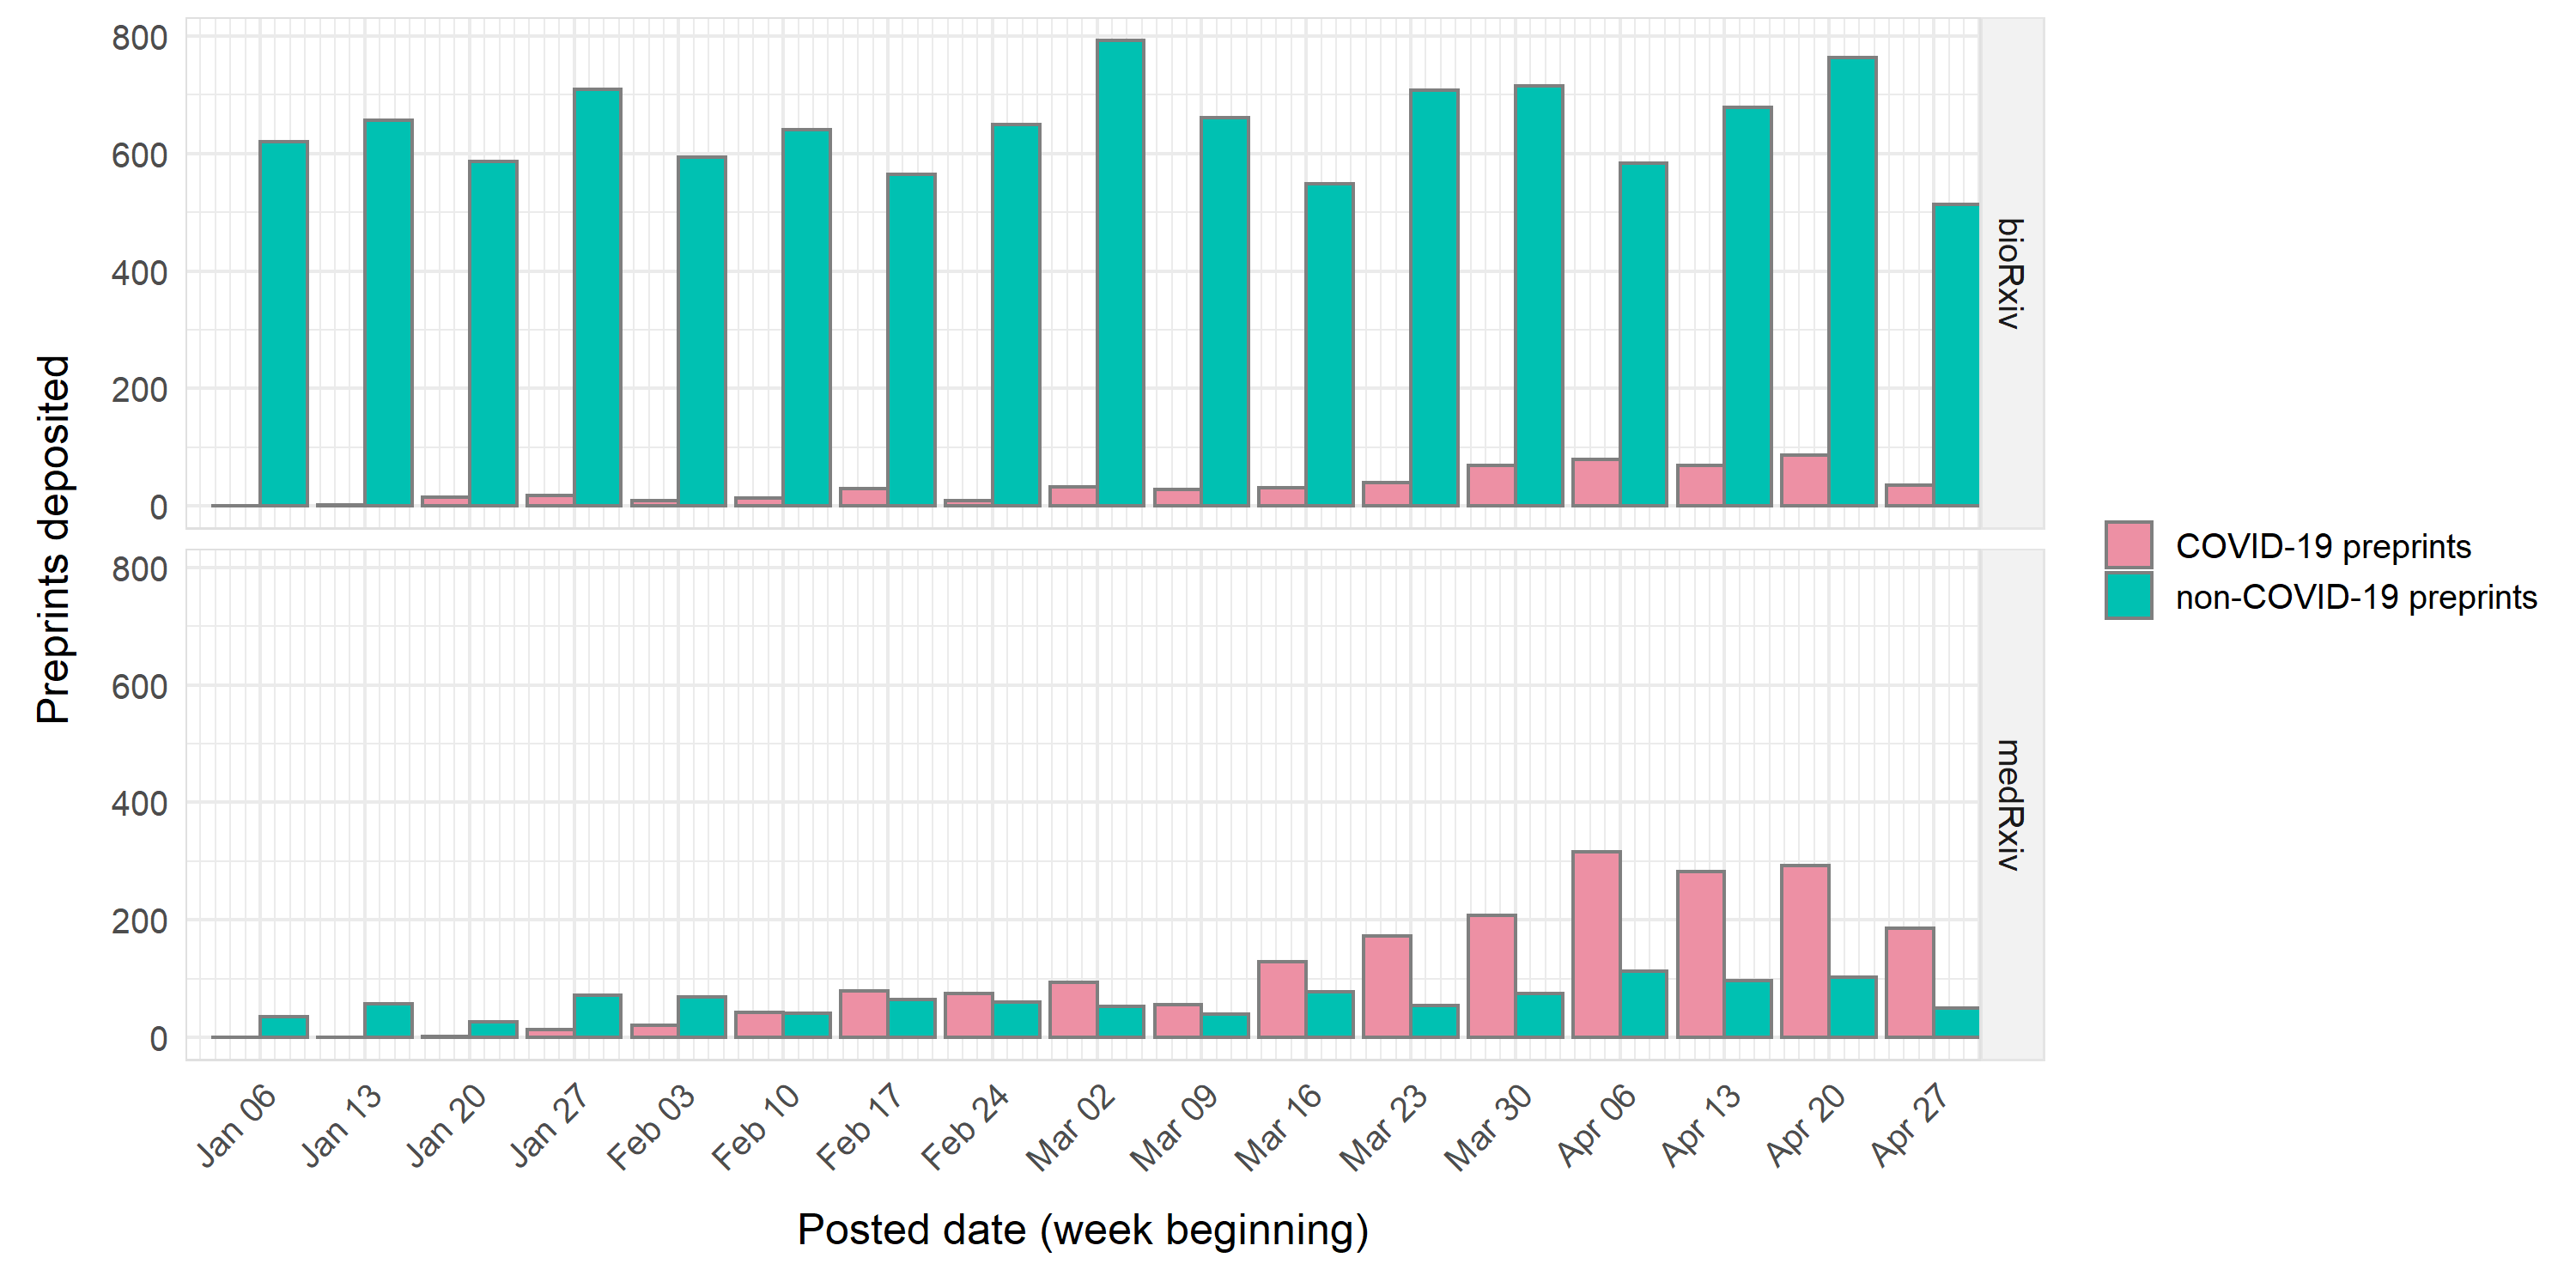 Preprints deposited
800
600
400
200
0
bioRxiv
800
600
400
200
0
medRxiv
Jan 06
Jan 13
Jan 20
Jan 27
Feb 03
Feb 10
Feb 17
Feb 24
Mar 02
Mar 09
Mar 16
Mar 23
Mar 30
Apr 06
Apr 13
Apr 20
Apr 27
Posted date (week beginning)
COVID-19 preprints
non-COVID-19 preprints